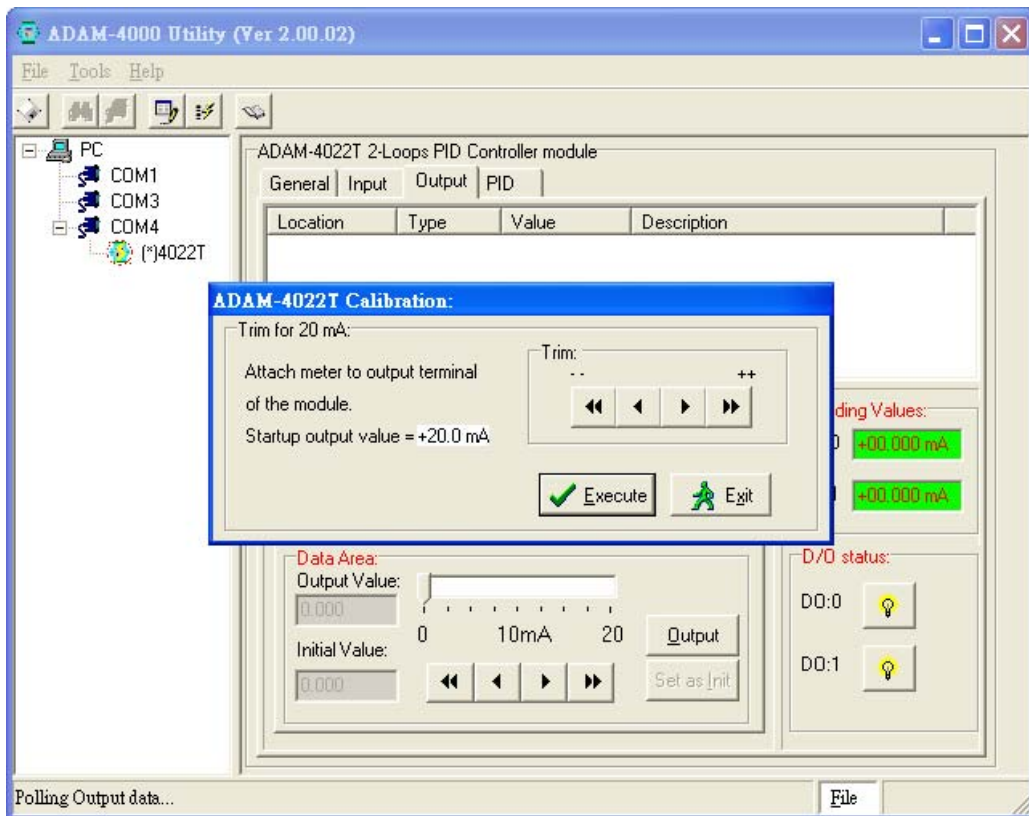 ADAM-4000 Utility (Ver 2.00.02)
File Tools Help
PC
COM1
COM3
COM4
(*)4022T
ADAM-4022T 2-Loops PID Controller module
General Input Output PID
Location Type Value Description
ADAM-4022T Calibration:
Trim for 20 mA:
Attach meter to output terminal
of the module.
Startup output value = +20.0 mA
Trim:
-- ++
Execute Exit
Values:
+00.000 mA
+00.000 mA
Data Area:
Output Value:
0.000
0 10mA 20
Initial Value:
0.000
Output
Set as Init
D/O status:
DO:0
DO:1
Polling Output data...
File